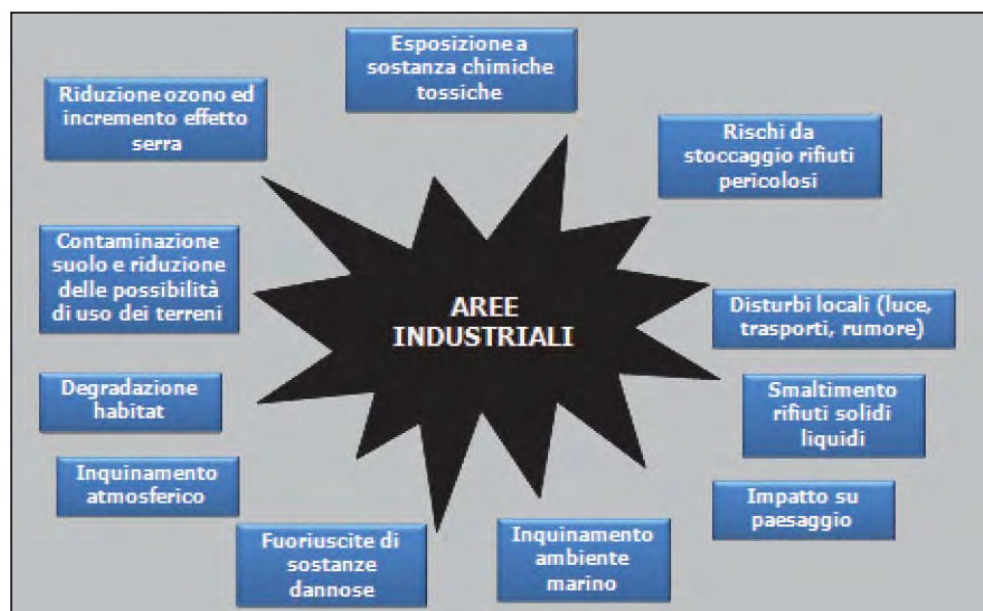 Esposizione a
sostanza chimiche
tossiche
Riduzione ozono ed
incremento effetto
serra
Rischi da
stoccaggio rifiuti
pericolosi
Contaminazione
suolo e riduzione
delle possibilità
di uso dei terreni
AREE
INDUSTRIALI
Disturbi locali (luce,
trasporti, rumore)
Degradazione
habitat
Smaltimento
rifiuti solidi
liquidi
Inquinamento
atmosferico
Impatto su
paesaggio
Fuoriuscite di
sostanze
dannose
Inquinamento
ambiente
marino